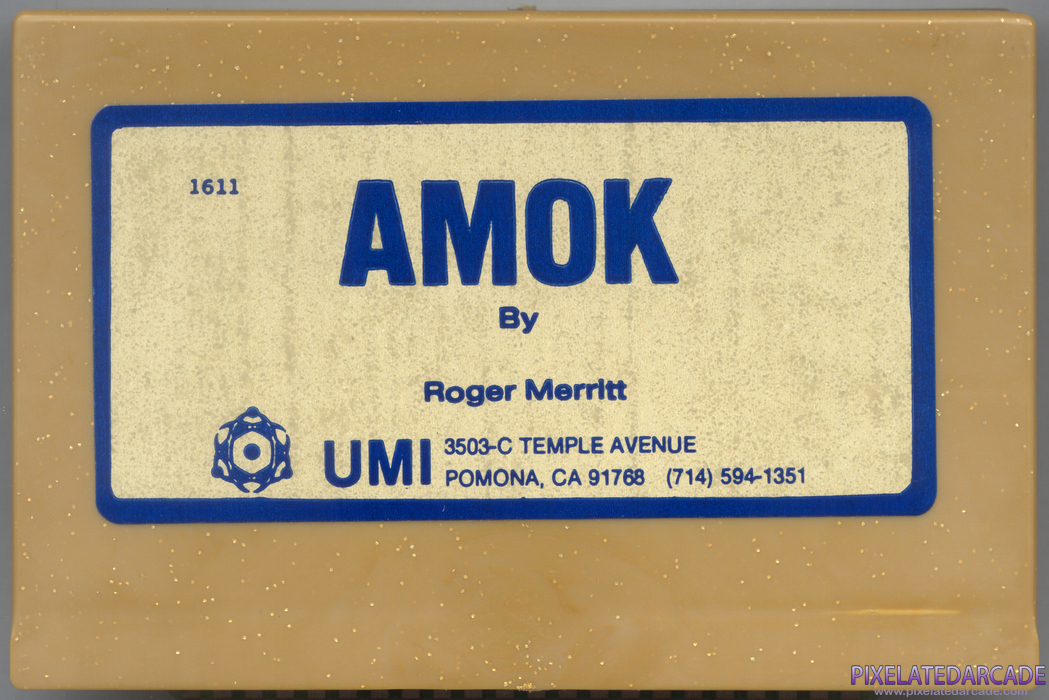 1611
AMOK
By
Roger Merritt
UMI
3503-C TEMPLE AVENUE
POMONA, CA 91768 (714) 594-1351
PIXELATEDARCADE
www.pixelatedarcade.com